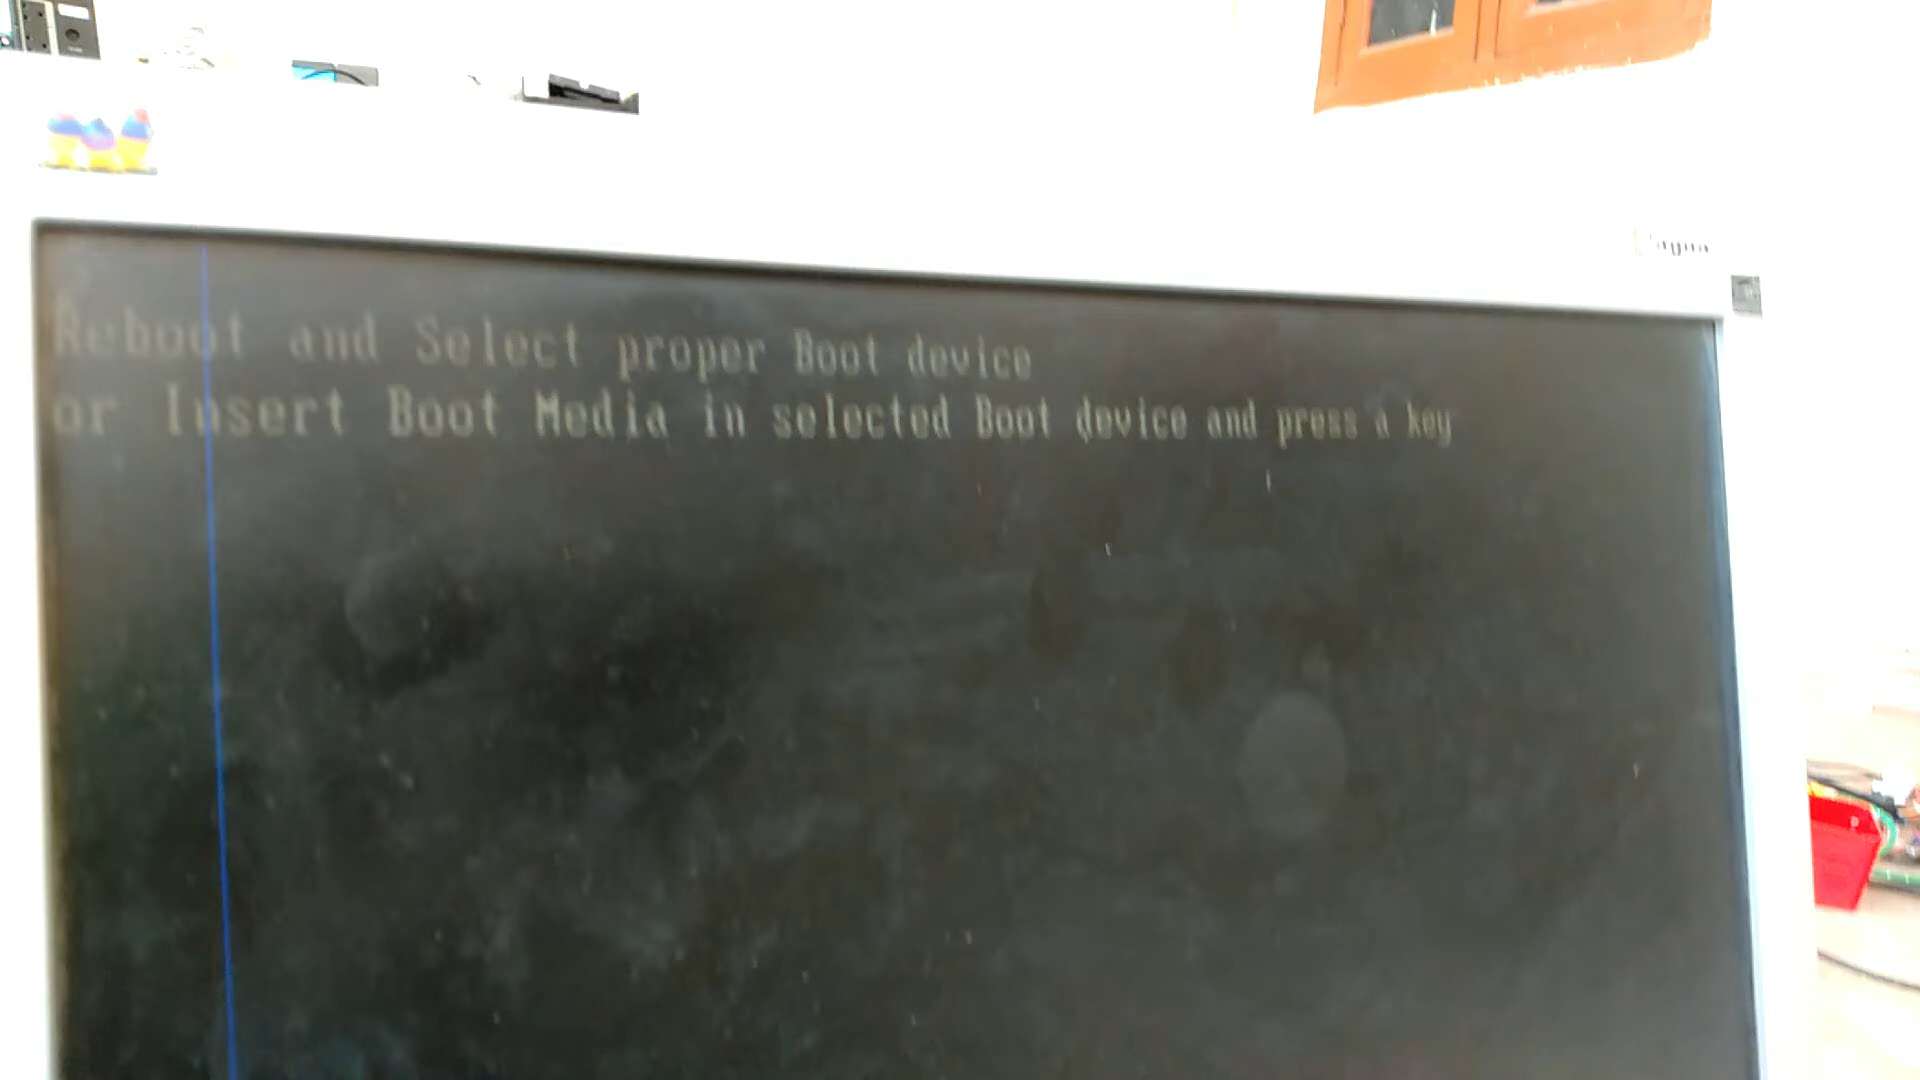 Reboot and Select proper Boot device
or Insert Boot Media in selected Boot device and press a key